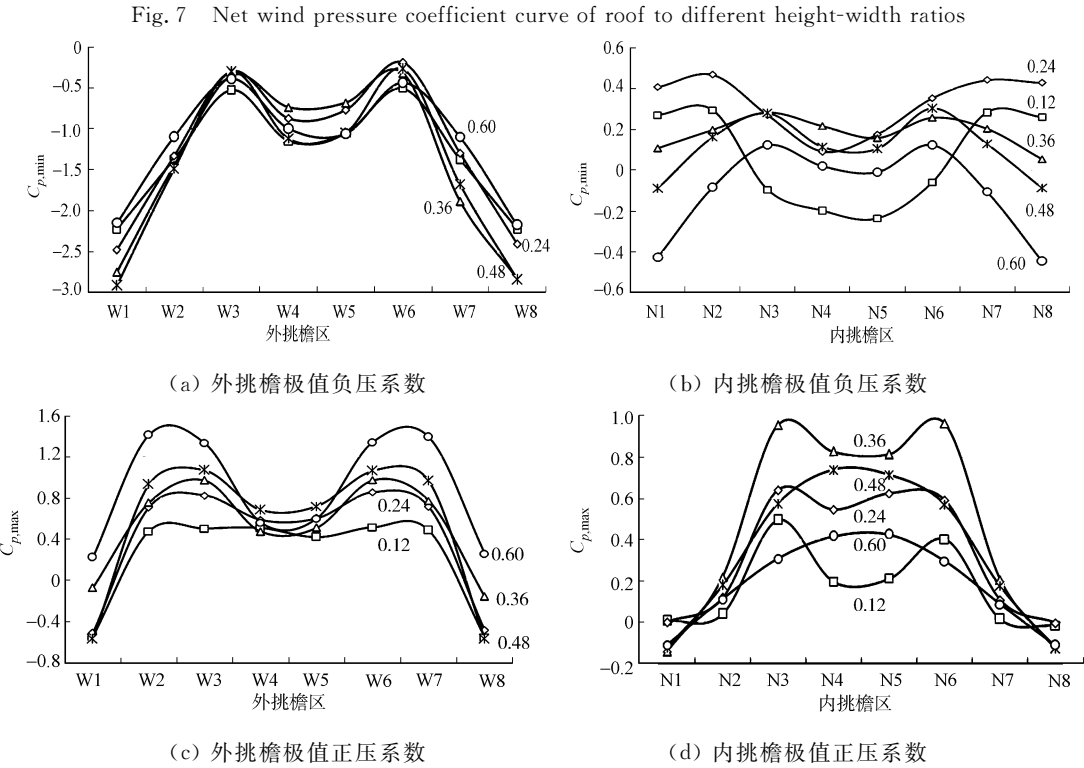 Fig. 7 Net wind pressure coefficient curve of roof to different height-width ratios
0
−0.5
−1.0
−1.5
−2.0
−2.5
−3.0
Cp,min
0.60
0.36
0.24
0.48
W1 W2 W3 W4 W5 W6 W7 W8
外挑檐区
(a) 外挑檐极值负压系数
0.6
0.4
0.2
0
−0.2
−0.4
−0.6
Cp,min
0.24
0.12
0.36
0.48
0.60
N1 N2 N3 N4 N5 N6 N7 N8
内挑檐区
(b) 内挑檐极值负压系数
1.6
1.2
0.8
0.4
0
−0.4
−0.8
Cp,max
0.24
0.12
0.60
0.36
0.48
W1 W2 W3 W4 W5 W6 W7 W8
外挑檐区
(c) 外挑檐极值正压系数
1.0
0.8
0.6
0.4
0.2
0
−0.2
Cp,max
0.36
0.48
0.24
0.60
0.12
N1 N2 N3 N4 N5 N6 N7 N8
内挑檐区
(d) 内挑檐极值正压系数